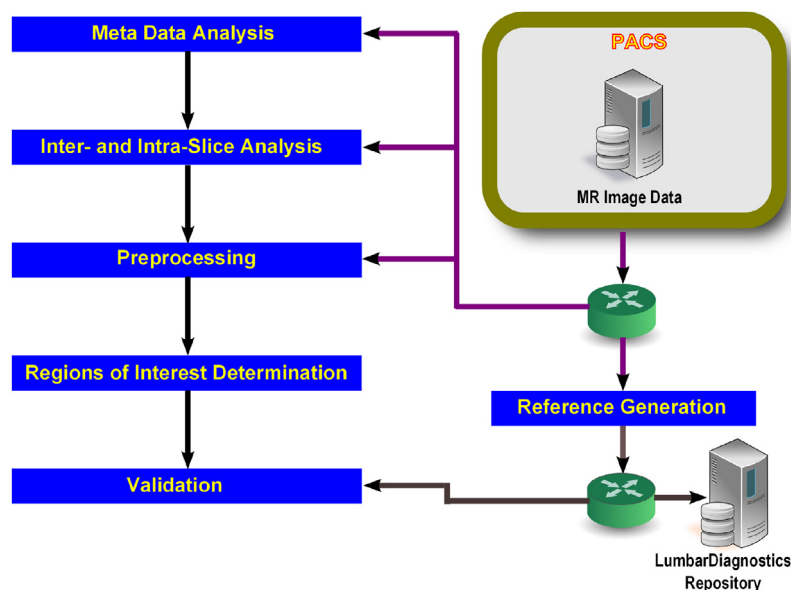 Meta Data Analysis
Inter- and Intra-Slice Analysis
Preprocessing
Regions of Interest Determination
Validation
PACS
MR Image Data
Reference Generation
LumbarDiagnostics
Repository